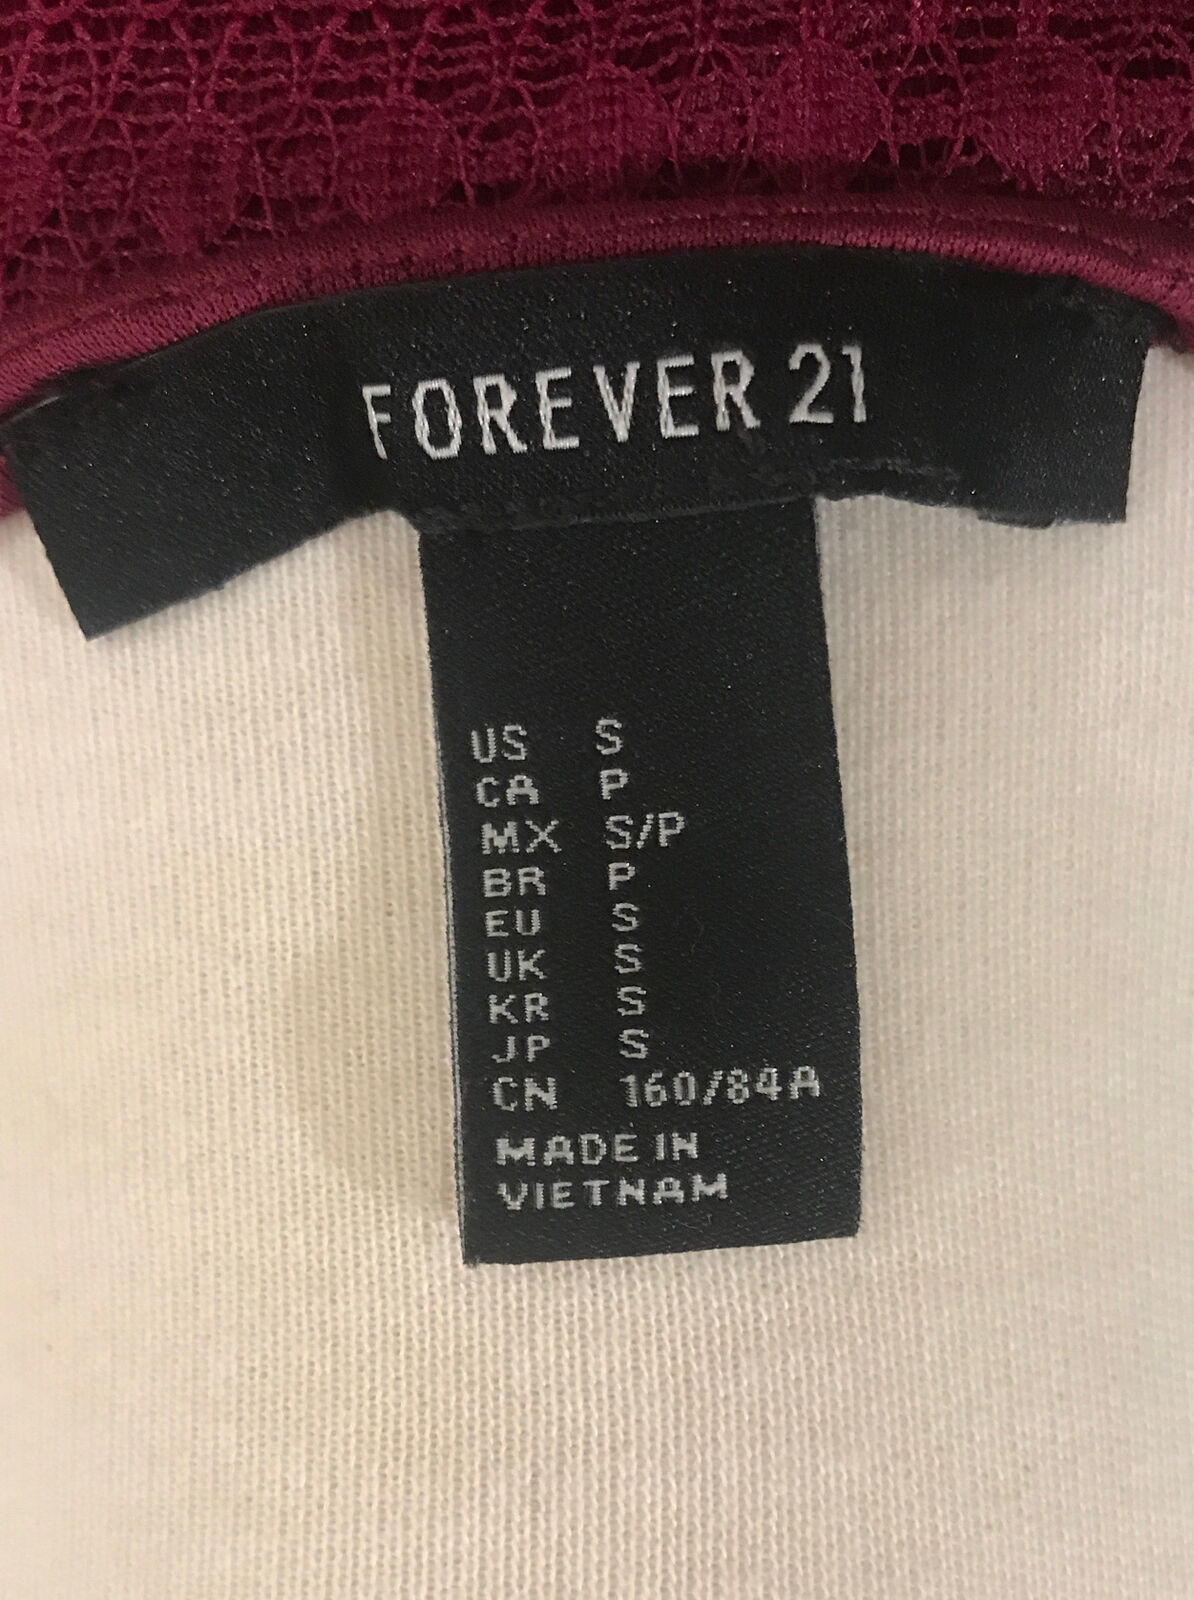 FOREVER 21
US S
CA P
MX S/P
BR P
EU S
UK S
KR S
JP S
CN 160/84A
MADE IN
VIETNAM